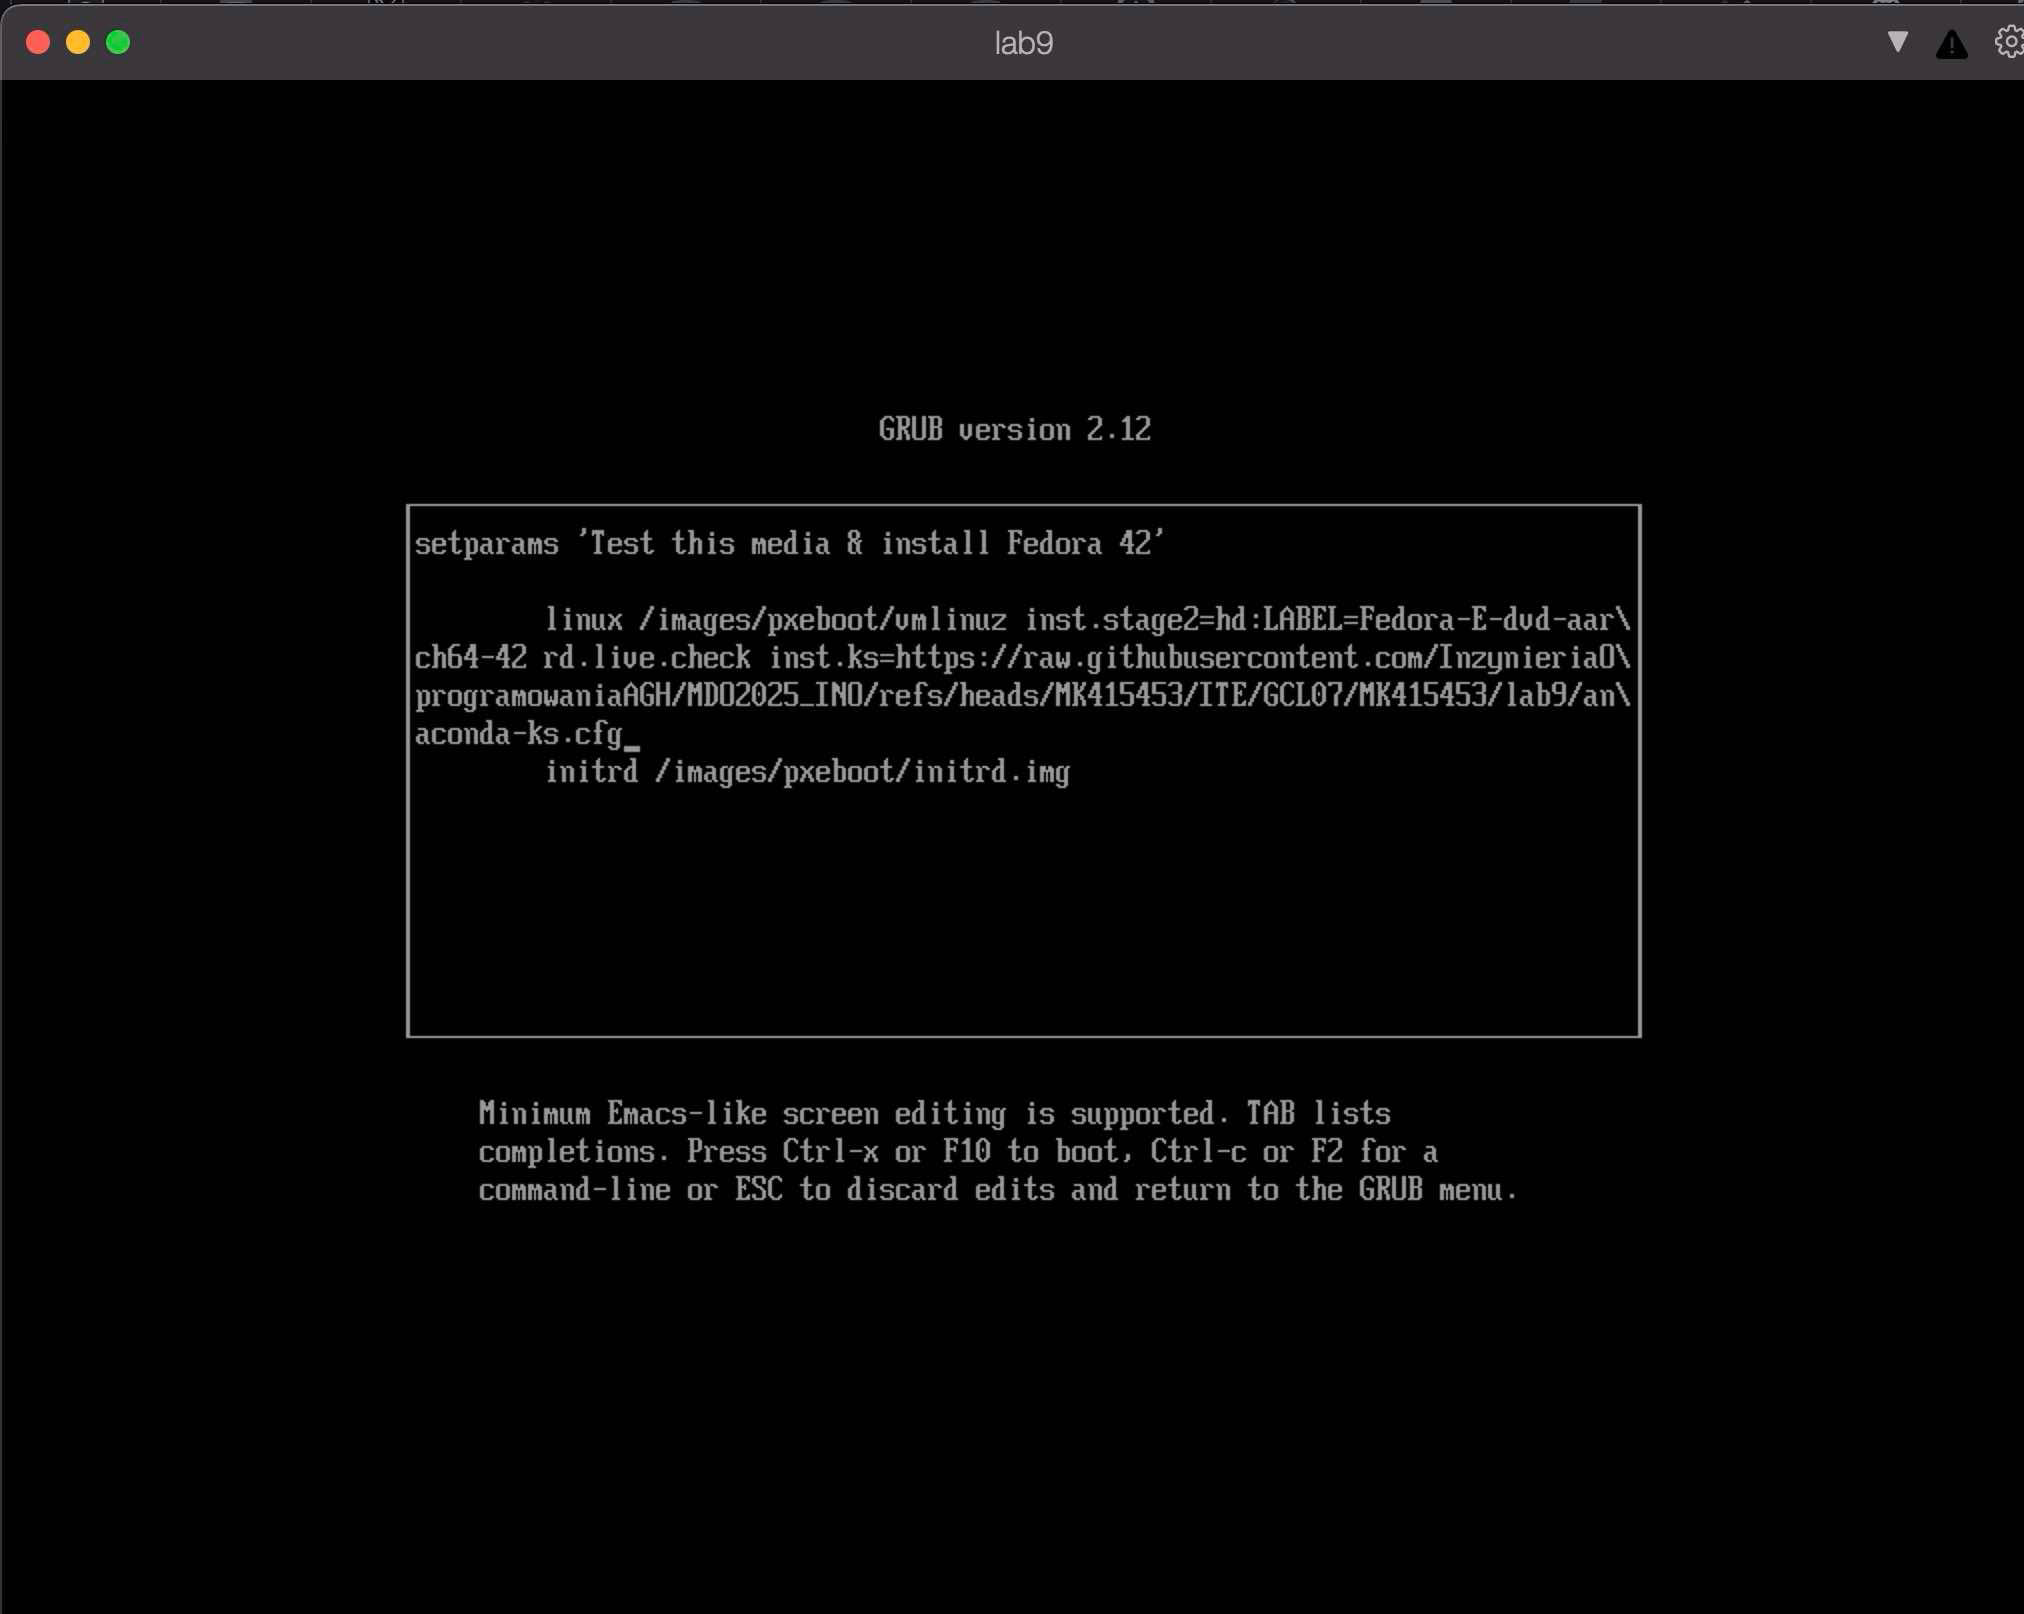 lab9
GRUB version 2.12
setparams 'Test this media & install Fedora 42'
linux /images/pxeboot/vmlinuz inst.stage2=hd:LABEL=Fedora-E-dvd-aar\
ch64-42 rd.live.check inst.ks=https://raw.githubusercontent.com/InzynieriaO\
programowaniaAGH/MDO2025_INO/refs/heads/MK415453/ITE/GCL07/MK415453/lab9/an\
aconda-ks.cfg_
initrd /images/pxeboot/initrd.img
Minimum Emacs-like screen editing is supported. TAB lists
completions. Press Ctrl-x or F10 to boot, Ctrl-c or F2 for a
command-line or ESC to discard edits and return to the GRUB menu.